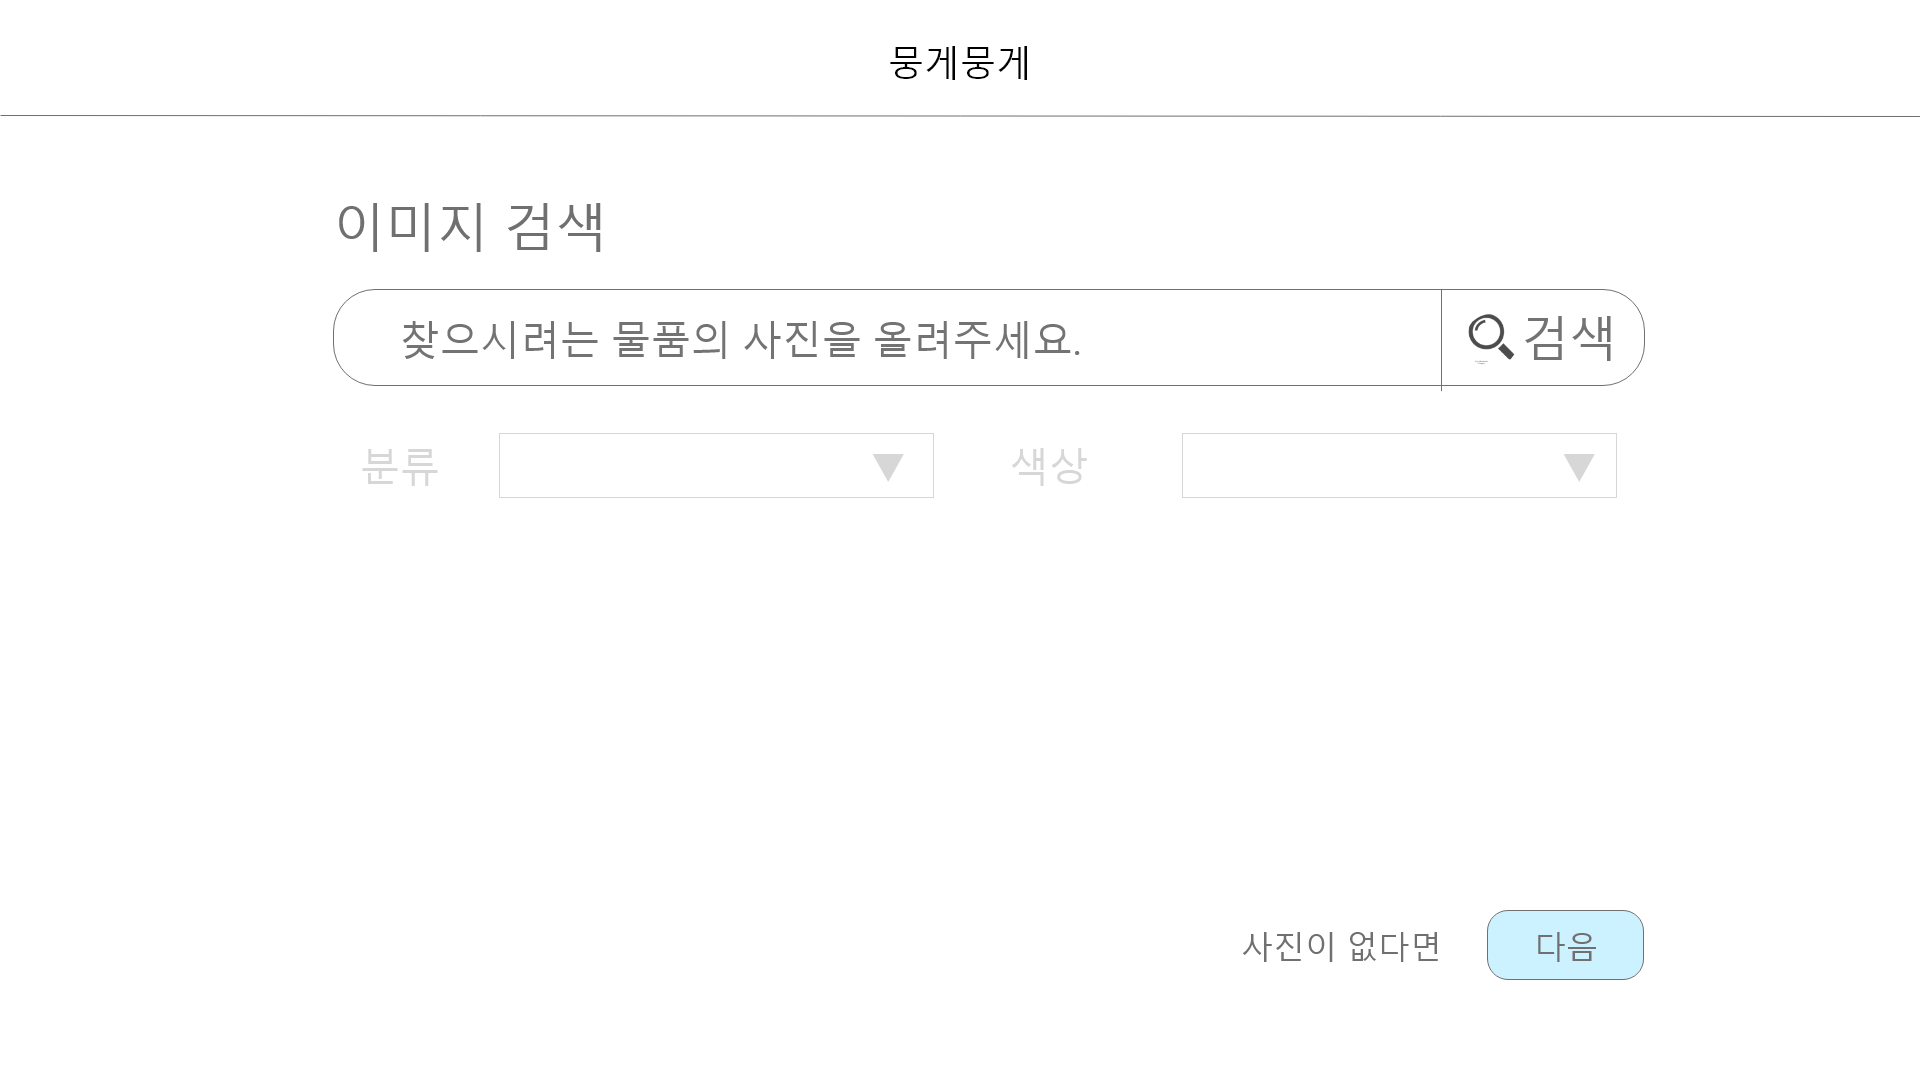 뭉게뭉게
이미지 검색
찾으시려는 물품의 사진을 올려주세요.
검색
분류
색상
사진이 없다면
다음